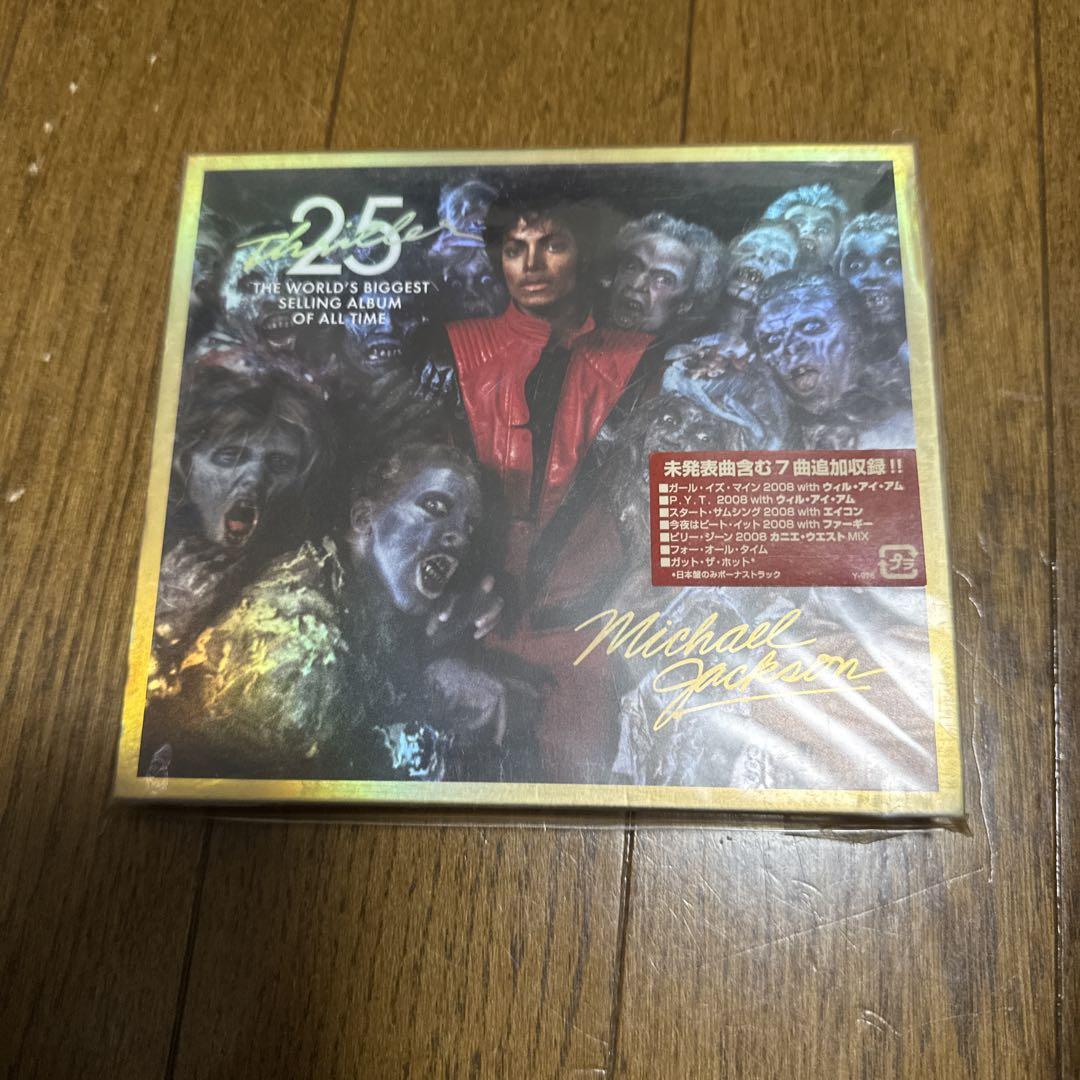 Thriller
25
THE WORLD'S BIGGEST
SELLING ALBUM
OF ALL TIME
未発表曲含む7曲追加収録!!
■ガール・イズ・マイン 2008 with ウィル・アイ・アム
■P.Y.T. 2008 with ウィル・アイ・アム
■スタート・サムシング 2008 with エイコン
■今夜はビート・イット 2008 with ファーギー
■ビリー・ジーン 2008 カニエ・ウエスト MIX
■フォー・オール・タイム
■ガット・ザ・ホット*
*日本盤のみボーナストラック
プラ
Michael
Jackson